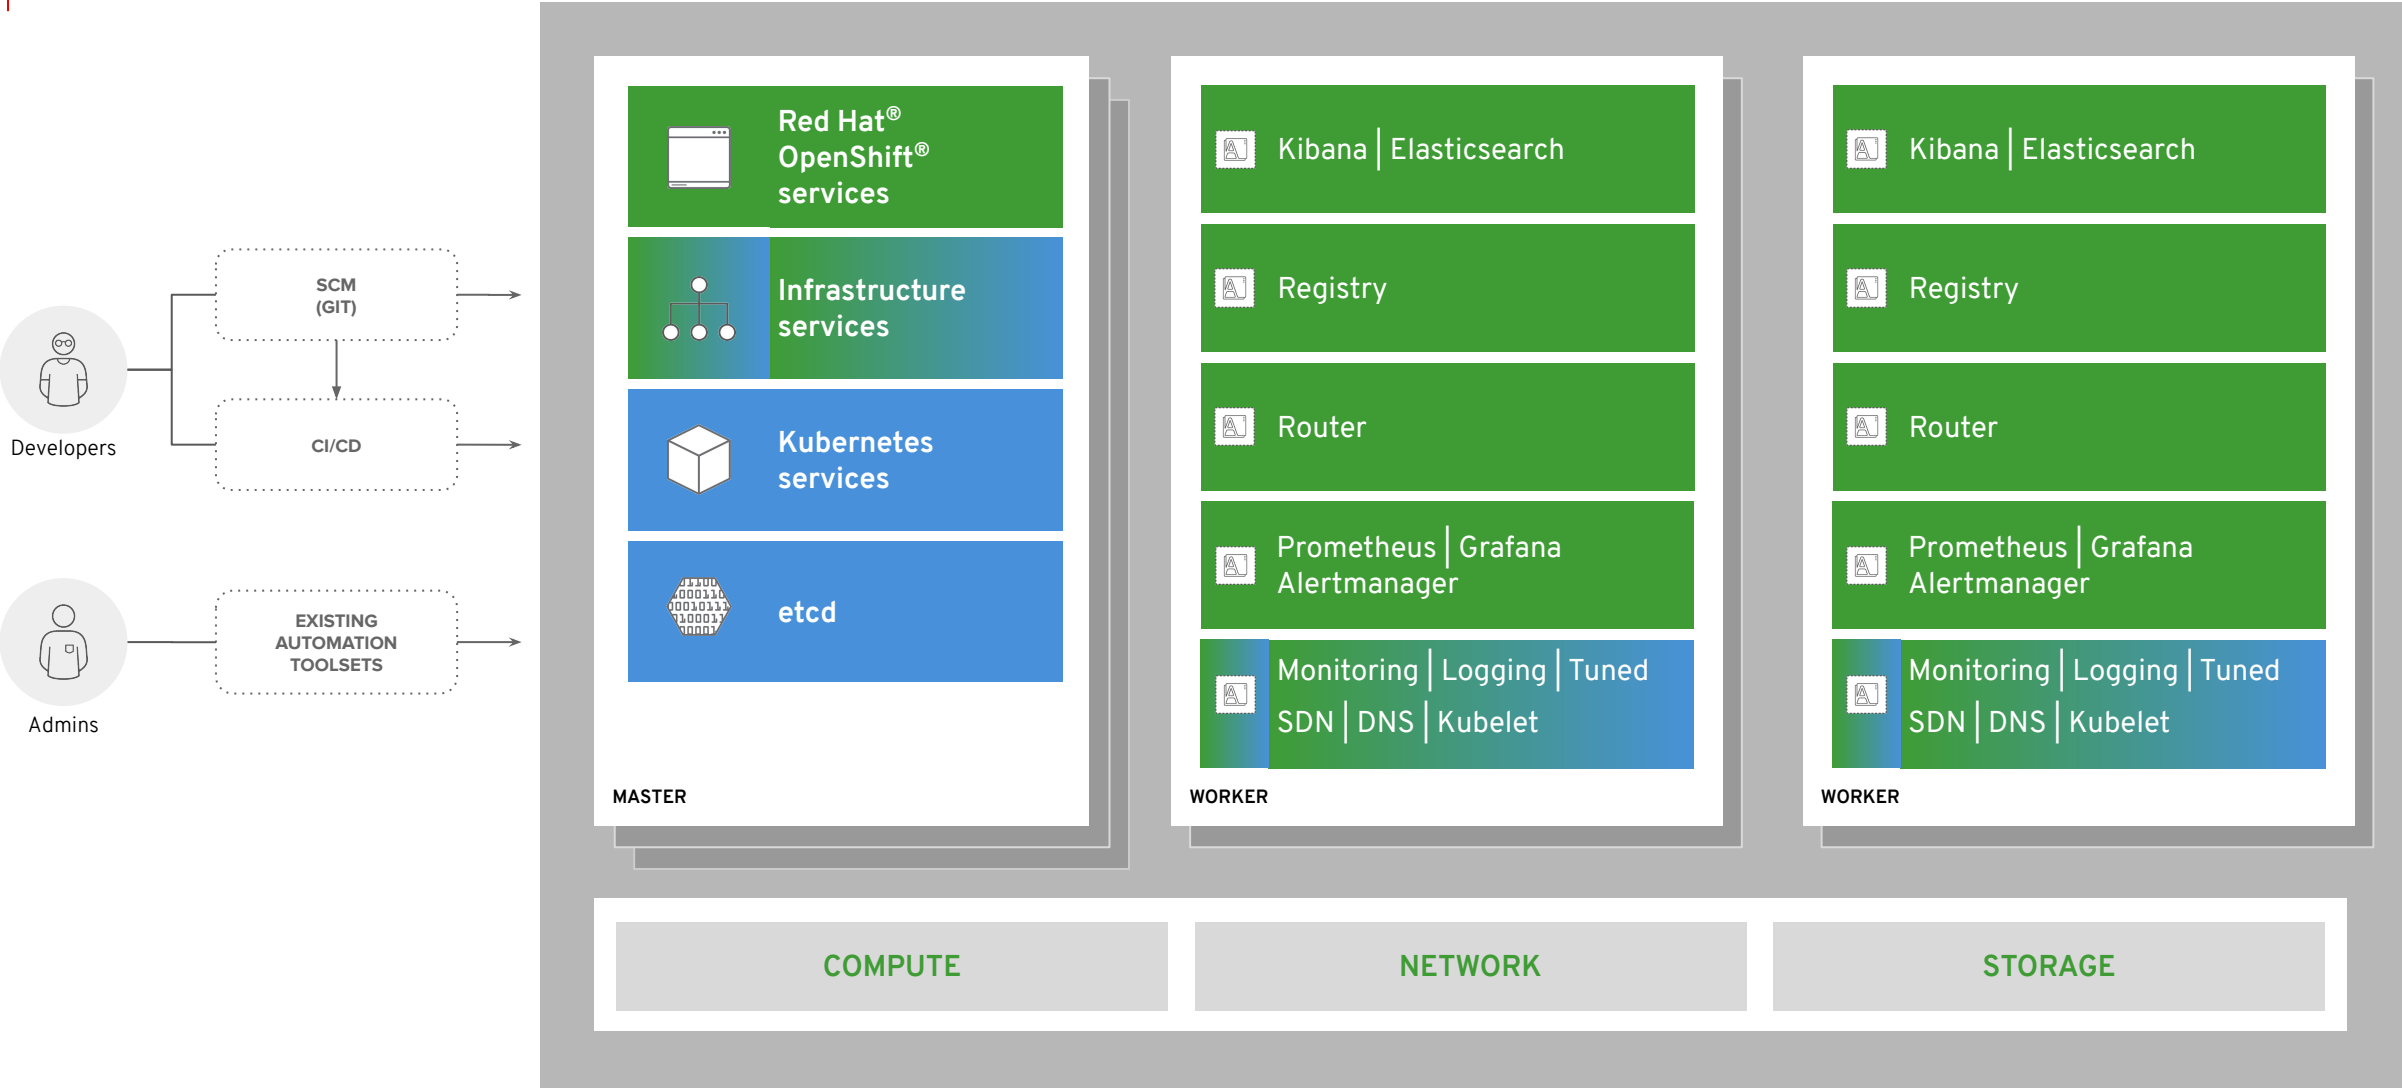 Developers
SCM
(GIT)
CI/CD
Admins
EXISTING
AUTOMATION
TOOLSETS
Red Hat®
OpenShift®
services
Infrastructure
services
Kubernetes
services
etcd
MASTER
Kibana | Elasticsearch
Registry
Router
Prometheus | Grafana
Alertmanager
Monitoring | Logging | Tuned
SDN | DNS | Kubelet
WORKER
Kibana | Elasticsearch
Registry
Router
Prometheus | Grafana
Alertmanager
Monitoring | Logging | Tuned
SDN | DNS | Kubelet
WORKER
COMPUTE
NETWORK
STORAGE